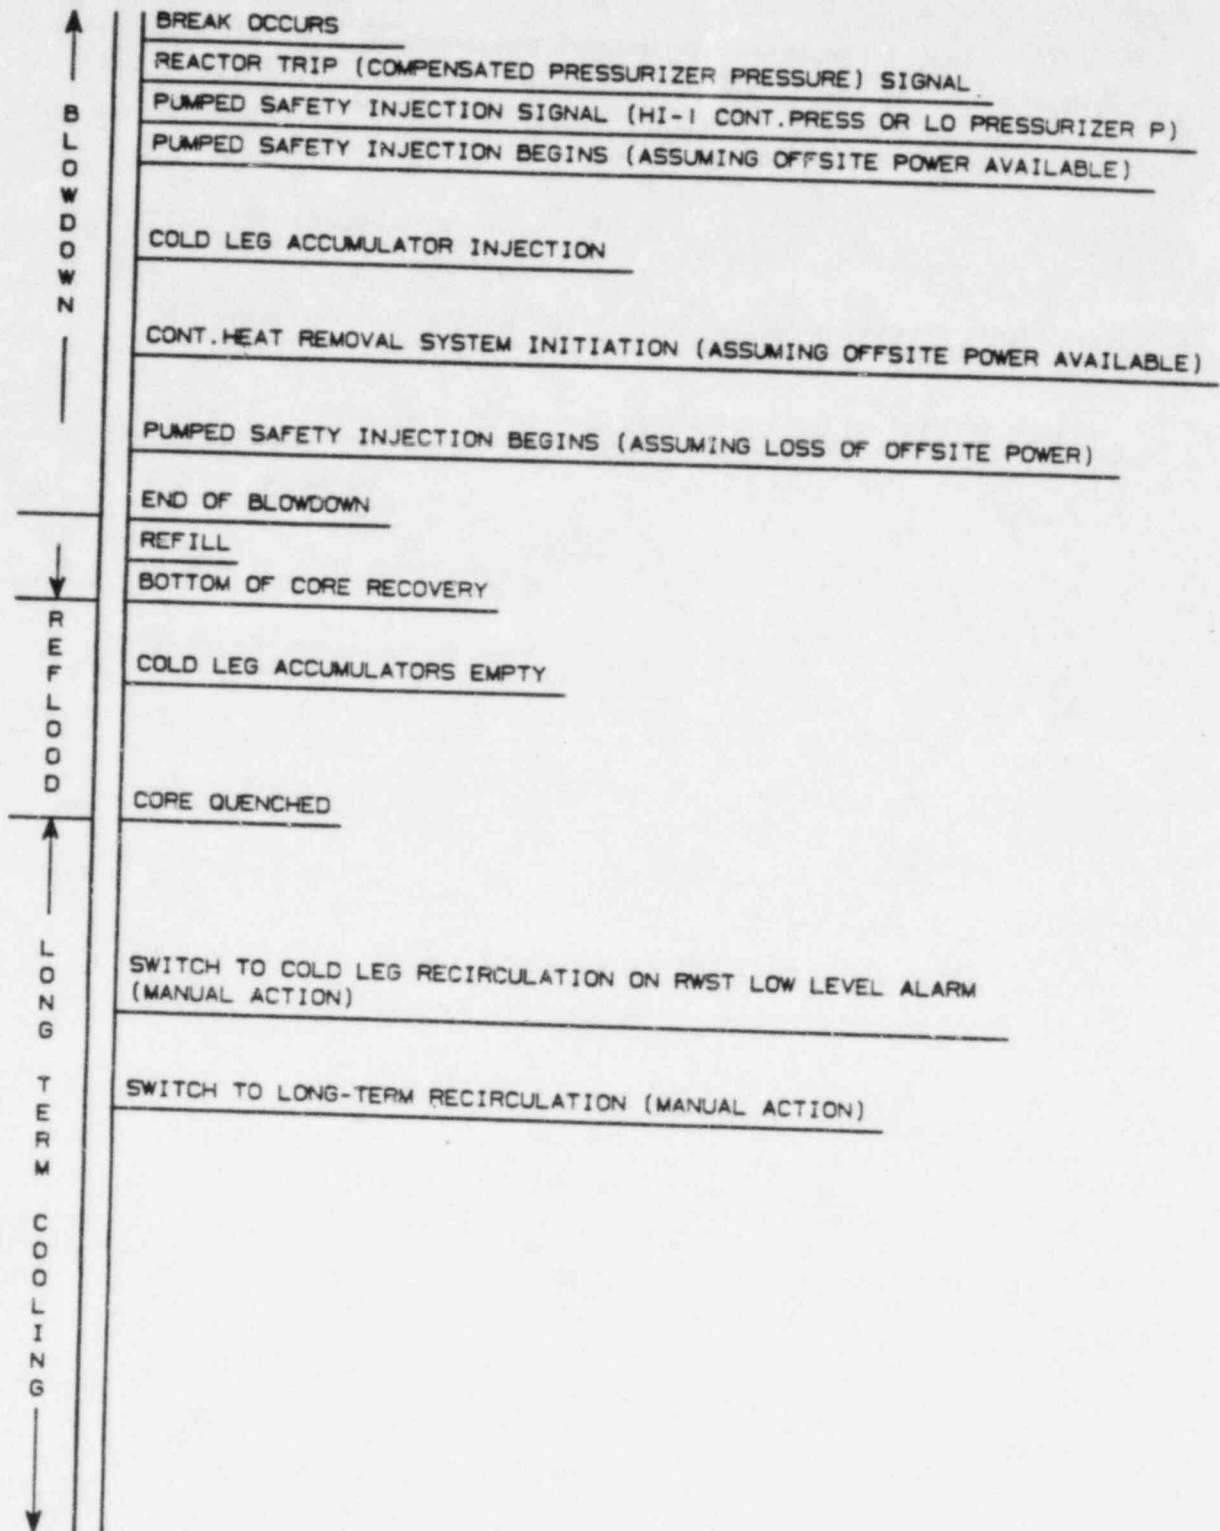 BREAK OCCURS
REACTOR TRIP (COMPENSATED PRESSURIZER PRESSURE) SIGNAL
PUMPED SAFETY INJECTION SIGNAL (HI-1 CONT.PRESS OR LO PRESSURIZER P)
PUMPED SAFETY INJECTION BEGINS (ASSUMING OFFSITE POWER AVAILABLE)
BLOWDOWN
COLD LEG ACCUMULATOR INJECTION
CONT.HEAT REMOVAL SYSTEM INITIATION (ASSUMING OFFSITE POWER AVAILABLE)
PUMPED SAFETY INJECTION BEGINS (ASSUMING LOSS OF OFFSITE POWER)
END OF BLOWDOWN
REFILL
BOTTOM OF CORE RECOVERY
REFLOOD
COLD LEG ACCUMULATORS EMPTY
CORE QUENCHED
LONG TERM COOLING
SWITCH TO COLD LEG RECIRCULATION ON RWST LOW LEVEL ALARM
(MANUAL ACTION)
SWITCH TO LONG-TERM RECIRCULATION (MANUAL ACTION)